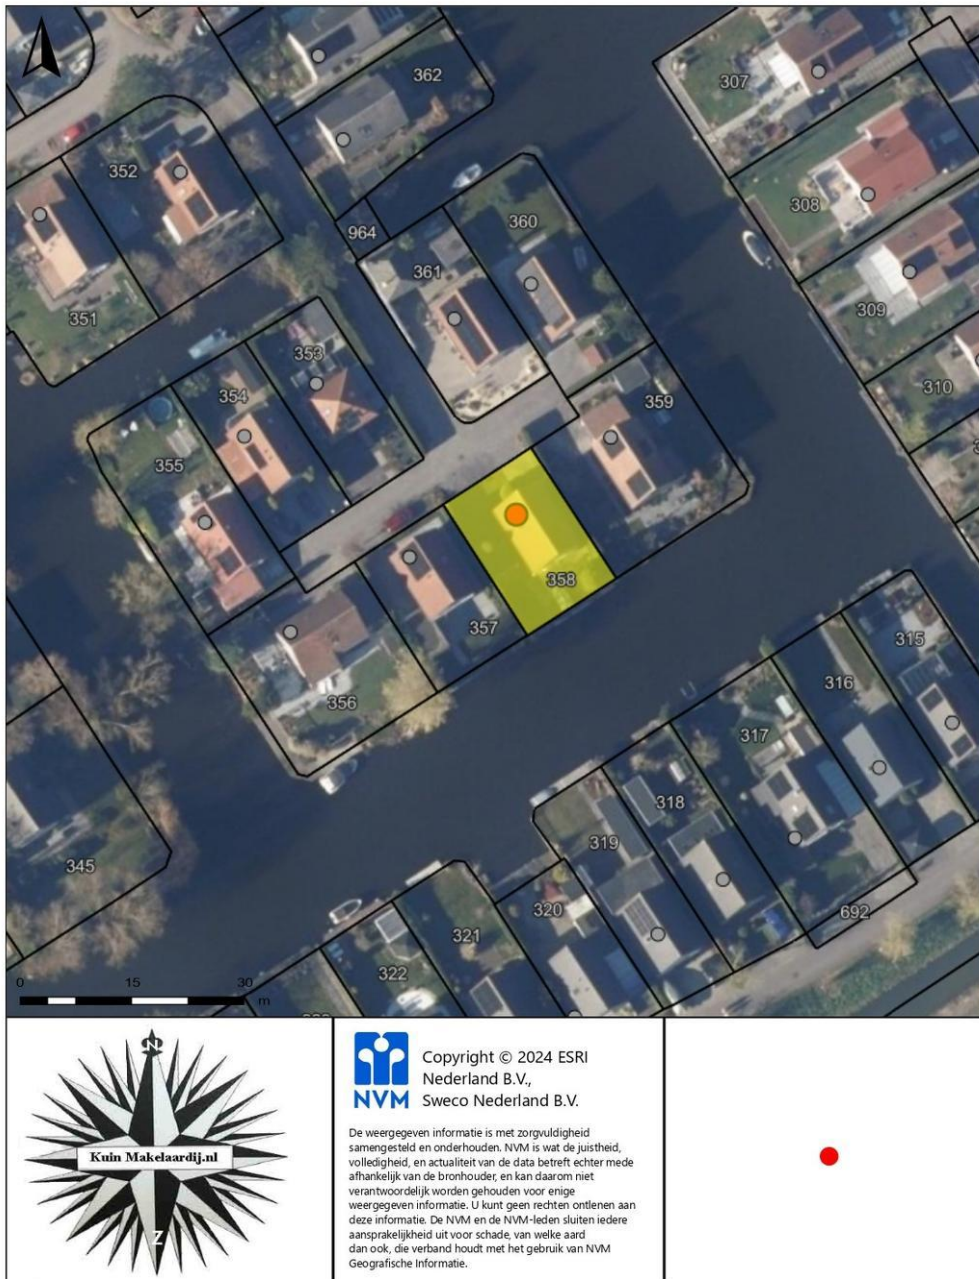 362
307
352
308
964
360
361
351
309
353
310
354
359
355
358
357
315
356
316
317
318
319
345
320
692
321
322
0 15 30
m
N
Kuin Makelaardij.nl
Z
NVM
Copyright © 2024 ESRI
Nederland B.V.,
Sweco Nederland B.V.
De weergegeven informatie is met zorgvuldigheid
samengesteld en onderhouden. NVM is wat de juistheid,
volledigheid, en actualiteit van de data betreft echter mede
afhankelijk van de bronhouder, en kan daarom niet
verantwoordelijk worden gehouden voor enige
weergegeven informatie. U kunt geen rechten ontlenen aan
deze informatie. De NVM en de NVM-leden sluiten iedere
aansprakelijkheid uit voor schade, van welke aard
dan ook, die verband houdt met het gebruik van NVM
Geografische Informatie.